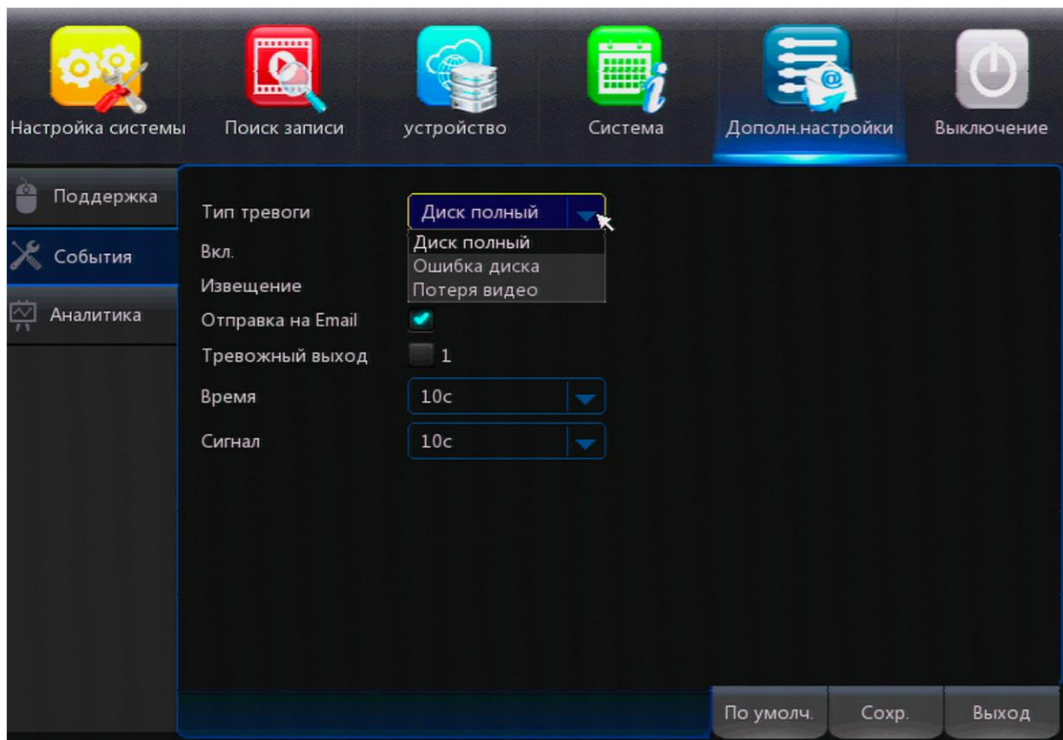 Настройка системы
Поиск записи
устройство
Система
Дополн.настройки
Выключение
Поддержка
События
Аналитика
Тип тревоги
Диск полный
Вкл.
Диск полный
Ошибка диска
Извещение
Потеря видео
Отправка на Email
Тревожный выход
1
Время
10с
Сигнал
10с
По умолч.
Сохр.
Выход